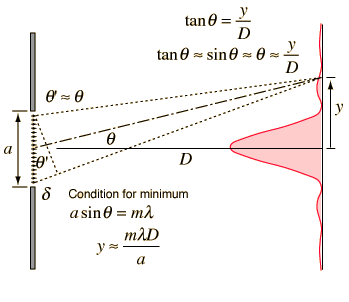 tanθ = y/D
tanθ ≈ sinθ ≈ θ ≈ y/D
θ' ≈ θ
y
a
θ
θ'
D
δ
Condition for minimum
a sinθ = mλ
y ≈ mλD/a